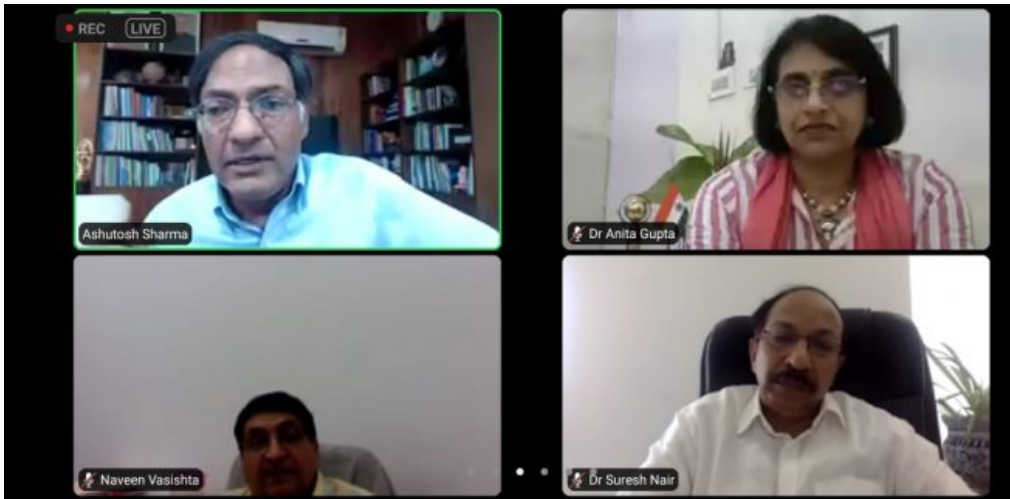 REC LIVE
Ashutosh Sharma
Dr Anita Gupta
Naveen Vasishta
Dr Suresh Nair